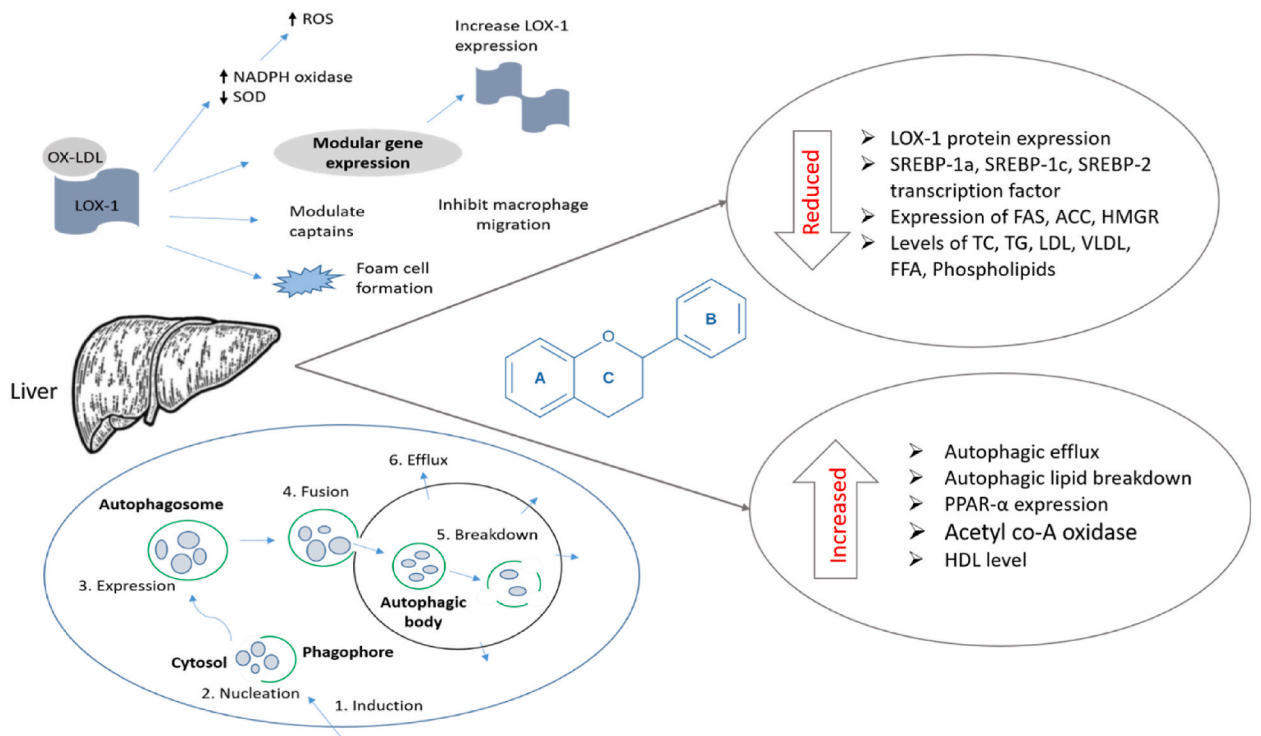 ROS
NADPH oxidase
SOD
Increase LOX-1
expression
OX-LDL
LOX-1
Modular gene
expression
Modulate
captains
Inhibit macrophage
migration
Foam cell
formation
Liver
Reduced
LOX-1 protein expression
SREBP-1a, SREBP-1c, SREBP-2
transcription factor
Expression of FAS, ACC, HMGR
Levels of TC, TG, LDL, VLDL,
FFA, Phospholipids
O
A
C
B
Increased
Autophagic efflux
Autophagic lipid breakdown
PPAR-α expression
Acetyl co-A oxidase
HDL level
6. Efflux
4. Fusion
Autophagosome
5. Breakdown
3. Expression
Autophagic
body
Cytosol
Phagophore
2. Nucleation
1. Induction